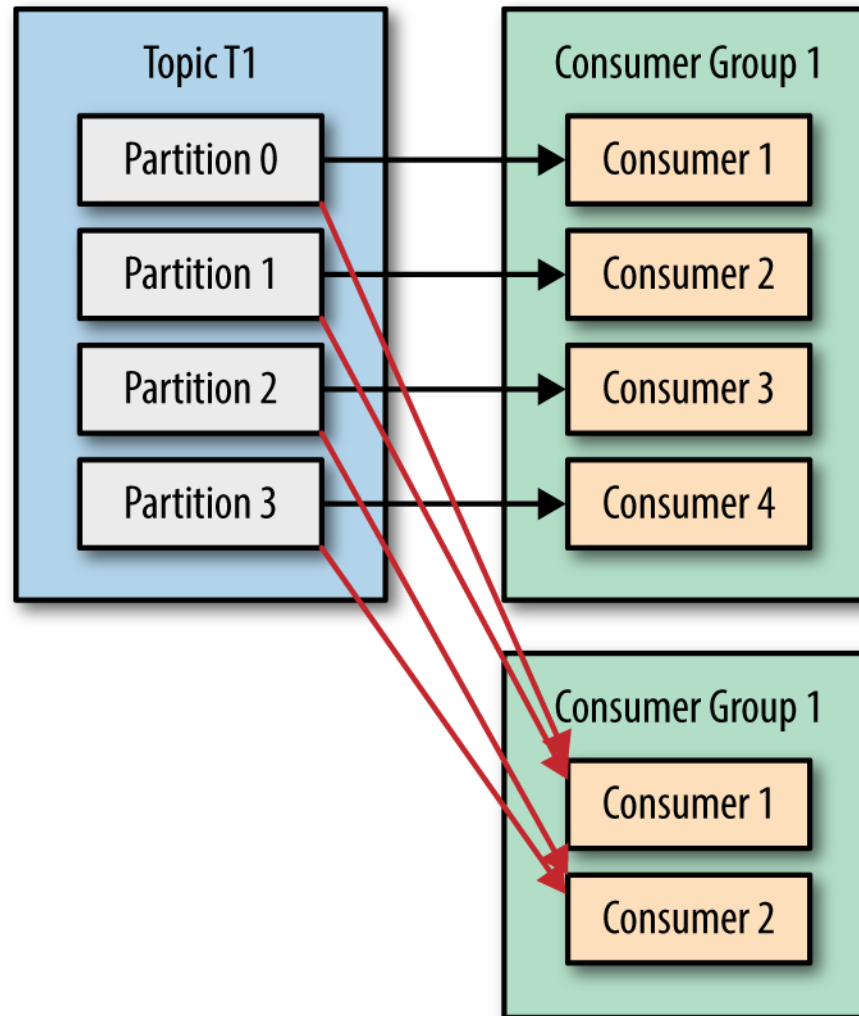 Topic T1
Partition 0
Partition 1
Partition 2
Partition 3
Consumer Group 1
Consumer 1
Consumer 2
Consumer 3
Consumer 4
Consumer Group 1
Consumer 1
Consumer 2